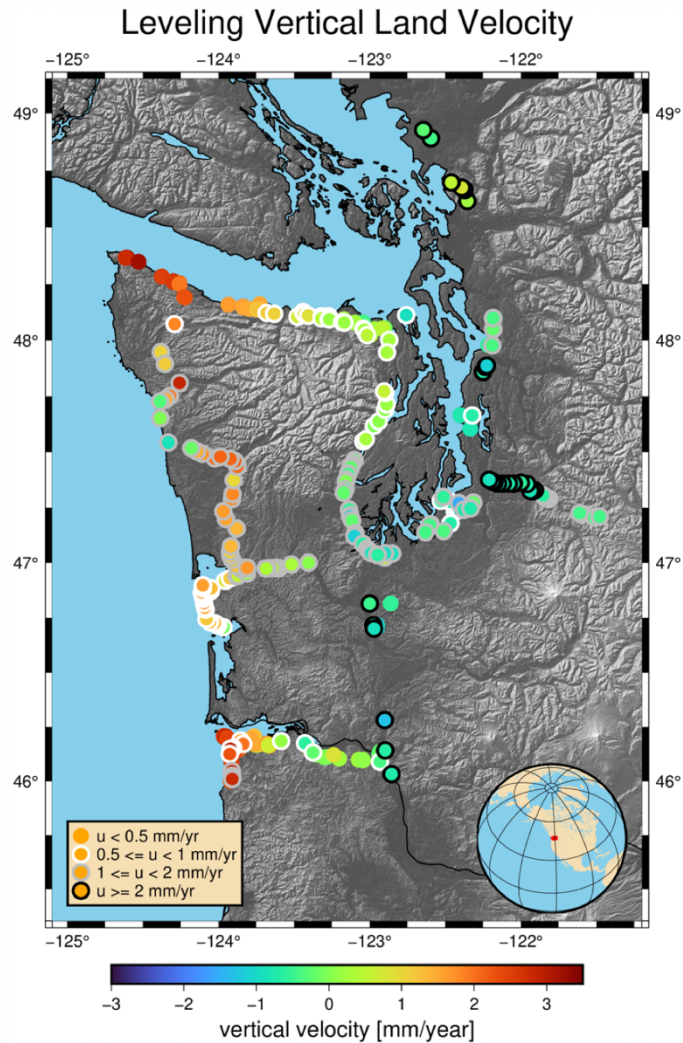 Leveling Vertical Land Velocity
−125° −124° −123° −122°
49° 49°
48° 48°
47° 47°
46° 46°
u < 0.5 mm/yr
0.5 <= u < 1 mm/yr
1 <= u < 2 mm/yr
u >= 2 mm/yr
−125° −124° −123° −122°
−3 −2 −1 0 1 2 3
vertical velocity [mm/year]